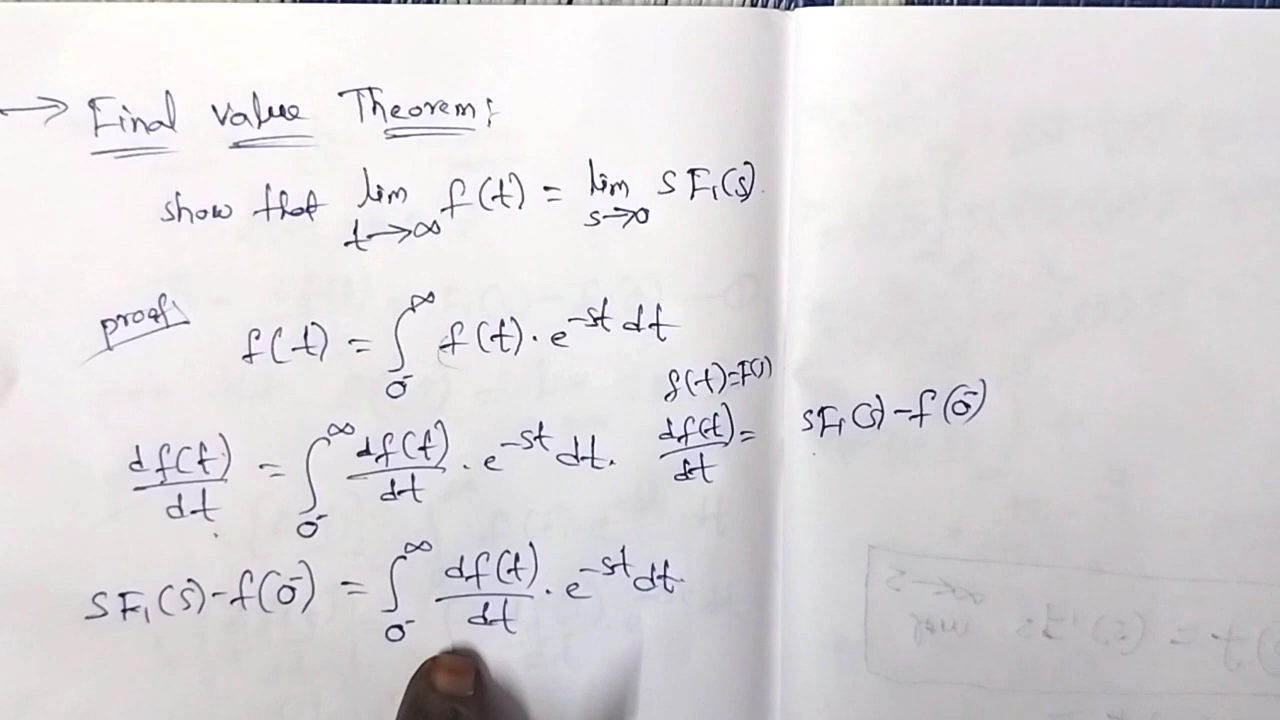 → Final Value Theorem:
show that lim t→∞ f(t) = lim s→0 s F₁(s).
proof:
f(t) = ∫₀-^∞ f(t) · e^-st dt
f(t) = F(s)
df(t)/dt = ∫₀-^∞ df(t)/dt · e^-st dt. df(t)/dt = sF₁(s) - f(0⁻)
sF₁(s) - f(0⁻) = ∫₀-^∞ df(t)/dt · e^-st dt.